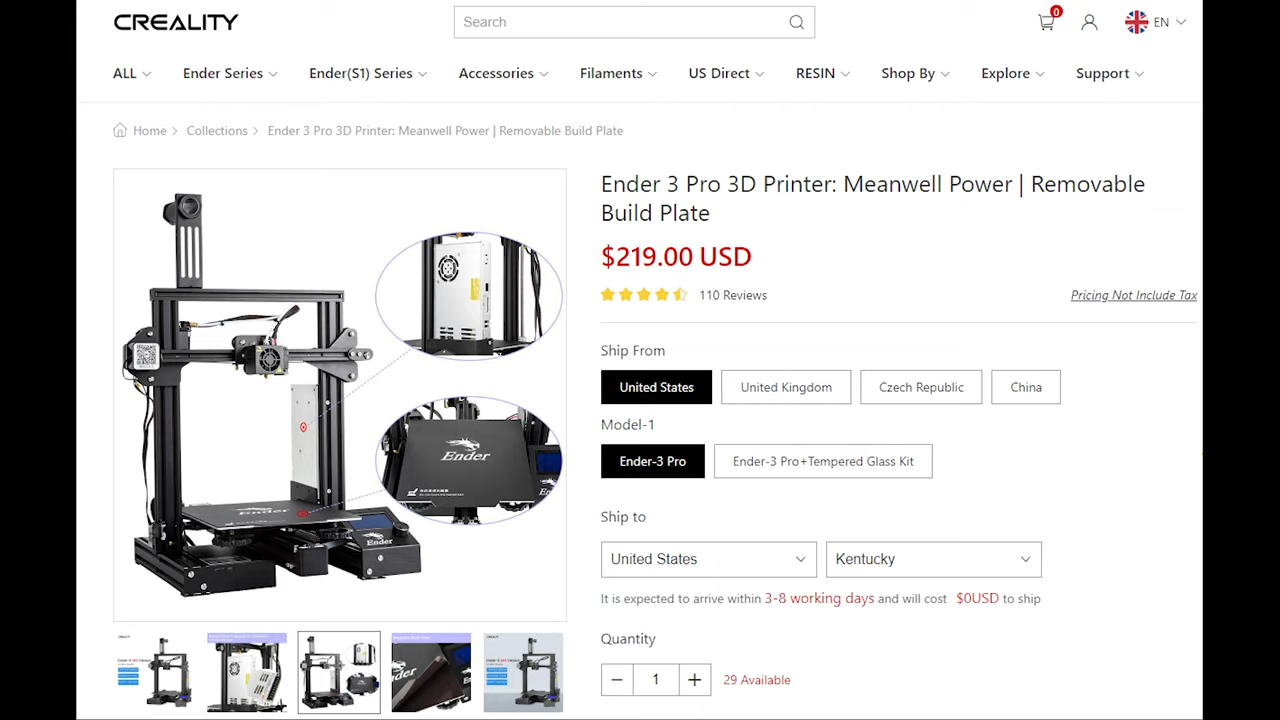 CREALITY
Search
0
EN
ALL
Ender Series
Ender(S1) Series
Accessories
Filaments
US Direct
RESIN
Shop By
Explore
Support
Home
Collections
Ender 3 Pro 3D Printer: Meanwell Power | Removable Build Plate
Ender 3 Pro 3D Printer: Meanwell Power | Removable
Build Plate
$219.00 USD
110 Reviews
Pricing Not Include Tax
Ship From
United States
United Kingdom
Czech Republic
China
Model-1
Ender-3 Pro
Ender-3 Pro+Tempered Glass Kit
Ship to
United States
Kentucky
It is expected to arrive within 3-8 working days and will cost $0USD to ship
Quantity
1
29 Available
Ender
Ender
Ender